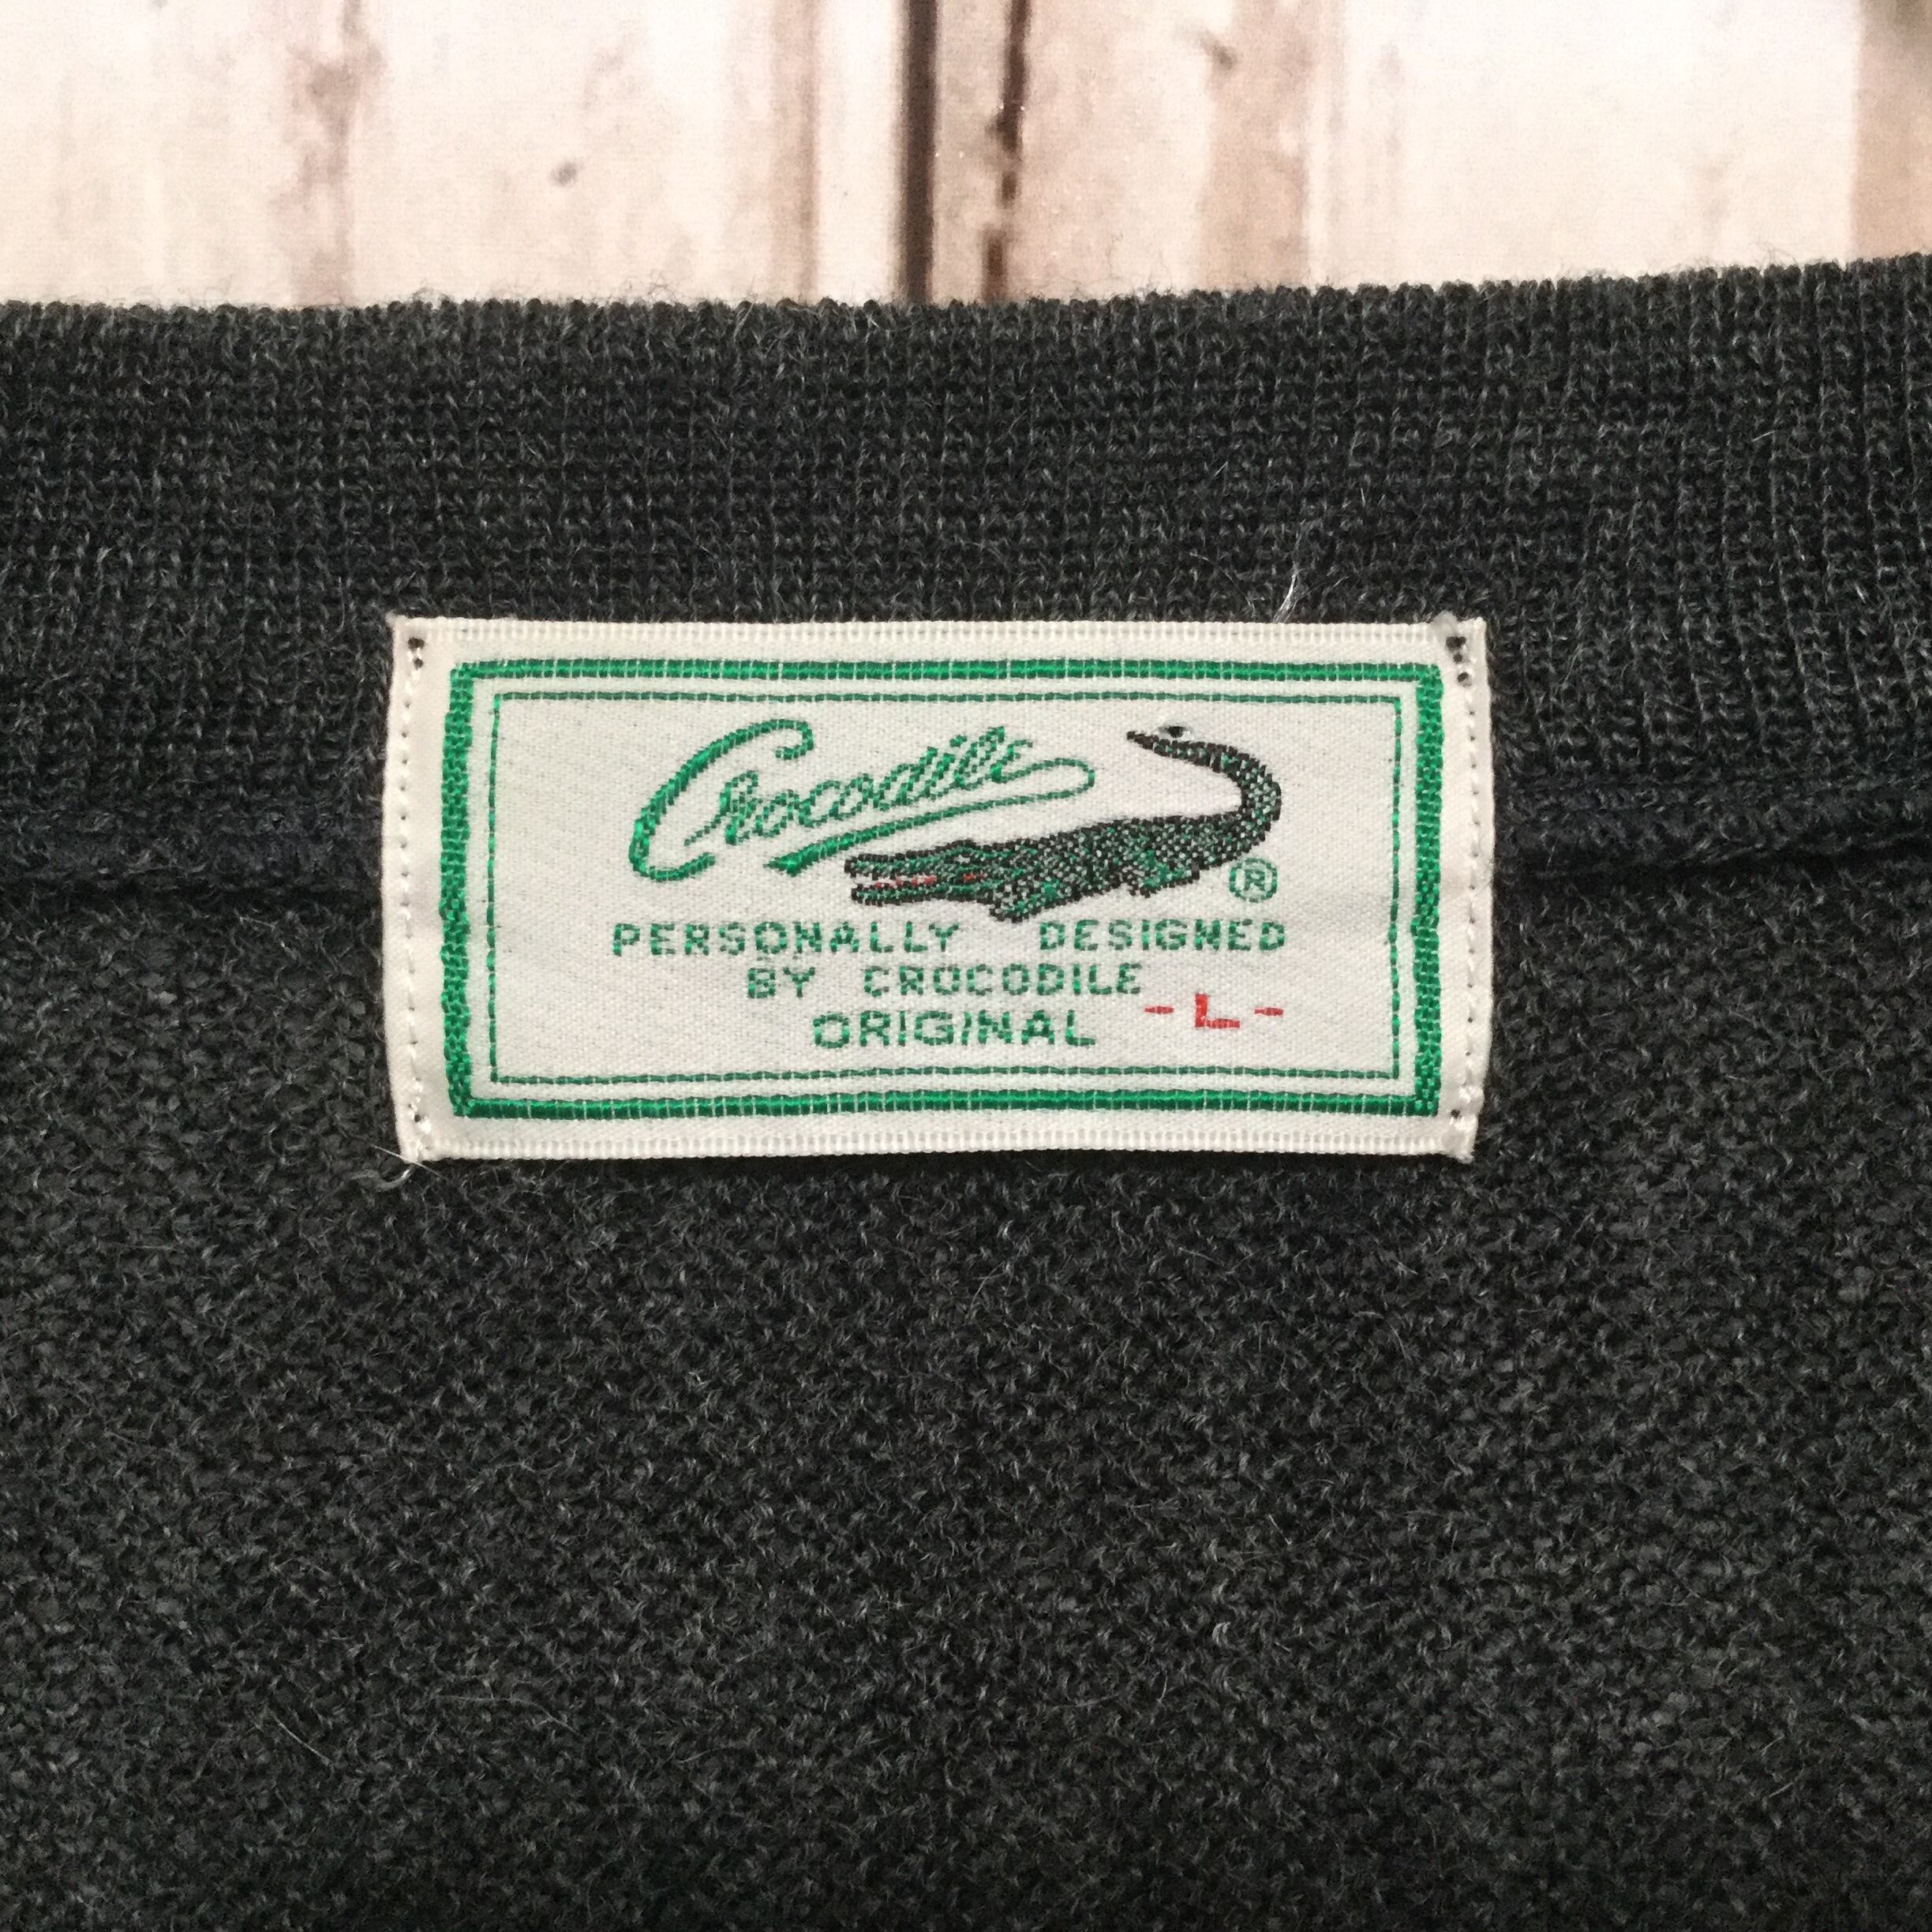 Crocodile ®
PERSONALLY DESIGNED
BY CROCODILE
ORIGINAL -L-